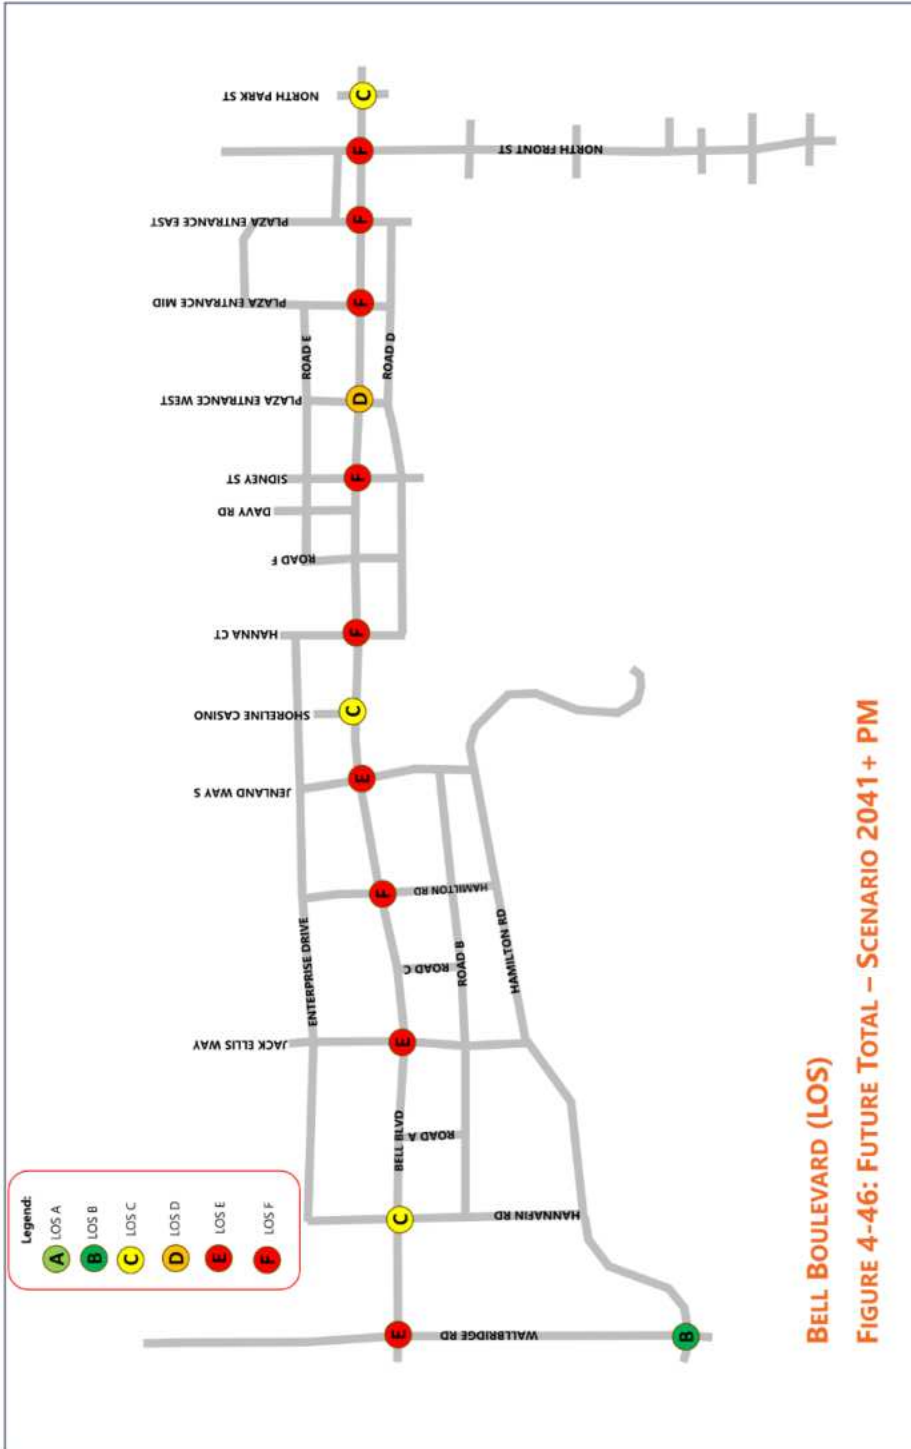 Legend:
A LOS A
B LOS B
C LOS C
D LOS D
E LOS E
F LOS F
WALLBRIDGE RD
HANNAFIN RD
ROAD A
BELL BLVD
JACK ELLIS WAY
ENTERPRISE DRIVE
ROAD C
ROAD B
HAMILTON RD
HAMILTON RD
JENLAND WAY S
SHORELINE CASINO
HANNA CT
ROAD F
DAVY RD
SIDNEY ST
PLAZA ENTRANCE WEST
ROAD E
ROAD D
PLAZA ENTRANCE MID
PLAZA ENTRANCE EAST
NORTH FRONT ST
NORTH PARK ST
E
B
C
E
F
E
C
F
F
D
F
F
F
C
BELL BOULEVARD (LOS)
FIGURE 4-46: FUTURE TOTAL – SCENARIO 2041+ PM